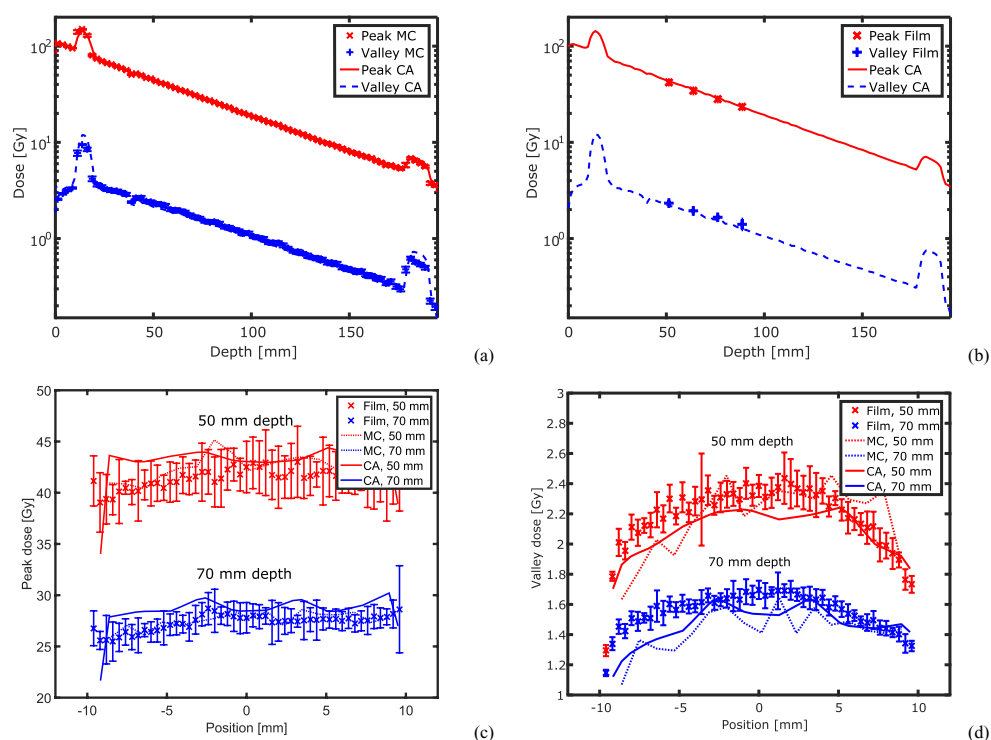 10²
10¹
10⁰
Dose [Gy]
0
50
100
150
Depth [mm]
Peak MC
Valley MC
Peak CA
Valley CA
(a)
10²
10¹
10⁰
Dose [Gy]
0
50
100
150
Depth [mm]
Peak Film
Valley Film
Peak CA
Valley CA
(b)
50
45
40
35
30
25
20
Peak dose [Gy]
-10
-5
0
5
10
Position [mm]
50 mm depth
70 mm depth
Film, 50 mm
Film, 70 mm
MC, 50 mm
MC, 70 mm
CA, 50 mm
CA, 70 mm
(c)
3
2.8
2.6
2.4
2.2
2
1.8
1.6
1.4
1.2
1
Valley dose [Gy]
-10
-5
0
5
10
Position [mm]
50 mm depth
70 mm depth
Film, 50 mm
Film, 70 mm
MC, 50 mm
MC, 70 mm
CA, 50 mm
CA, 70 mm
(d)